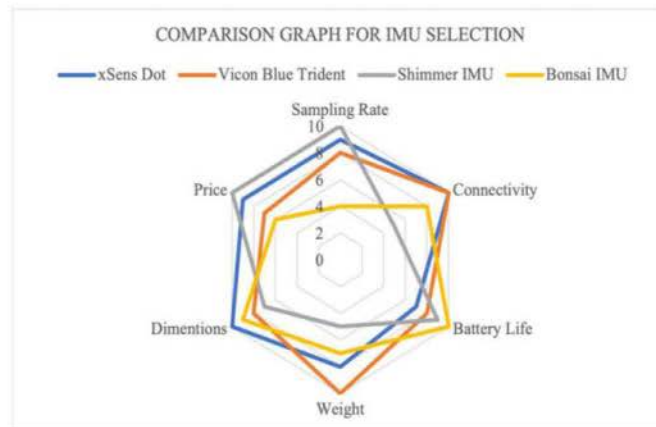 COMPARISON GRAPH FOR IMU SELECTION
xSens Dot Vicon Blue Trident Shimmer IMU Bonsai IMU
Sampling Rate
10
8
Price Connectivity
6
4
2
0
Dimentions Battery Life
Weight